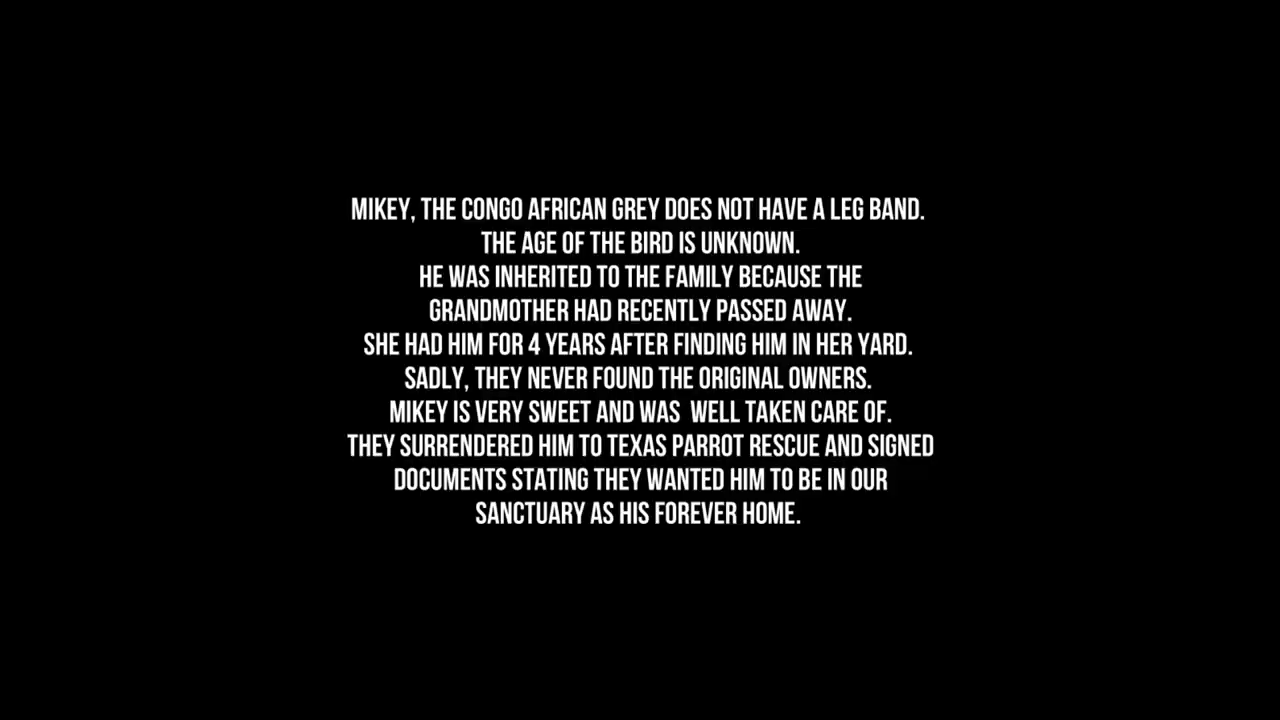 MIKEY, THE CONGO AFRICAN GREY DOES NOT HAVE A LEG BAND.
THE AGE OF THE BIRD IS UNKNOWN.
HE WAS INHERITED TO THE FAMILY BECAUSE THE
GRANDMOTHER HAD RECENTLY PASSED AWAY.
SHE HAD HIM FOR 4 YEARS AFTER FINDING HIM IN HER YARD.
SADLY, THEY NEVER FOUND THE ORIGINAL OWNERS.
MIKEY IS VERY SWEET AND WAS  WELL TAKEN CARE OF.
THEY SURRENDERED HIM TO TEXAS PARROT RESCUE AND SIGNED
DOCUMENTS STATING THEY WANTED HIM TO BE IN OUR
SANCTUARY AS HIS FOREVER HOME.